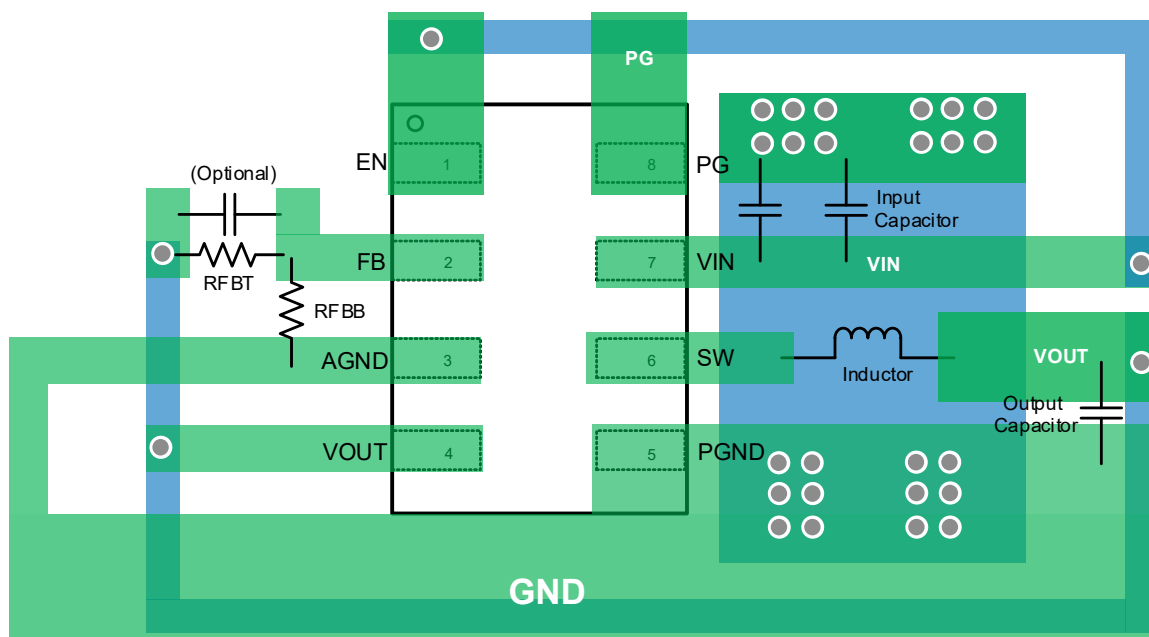 PG
EN
1
8
PG
(Optional)
Input
Capacitor
FB
2
7
VIN
VIN
RFBT
RFBB
AGND
3
6
SW
VOUT
Inductor
Output
Capacitor
VOUT
4
5
PGND
GND